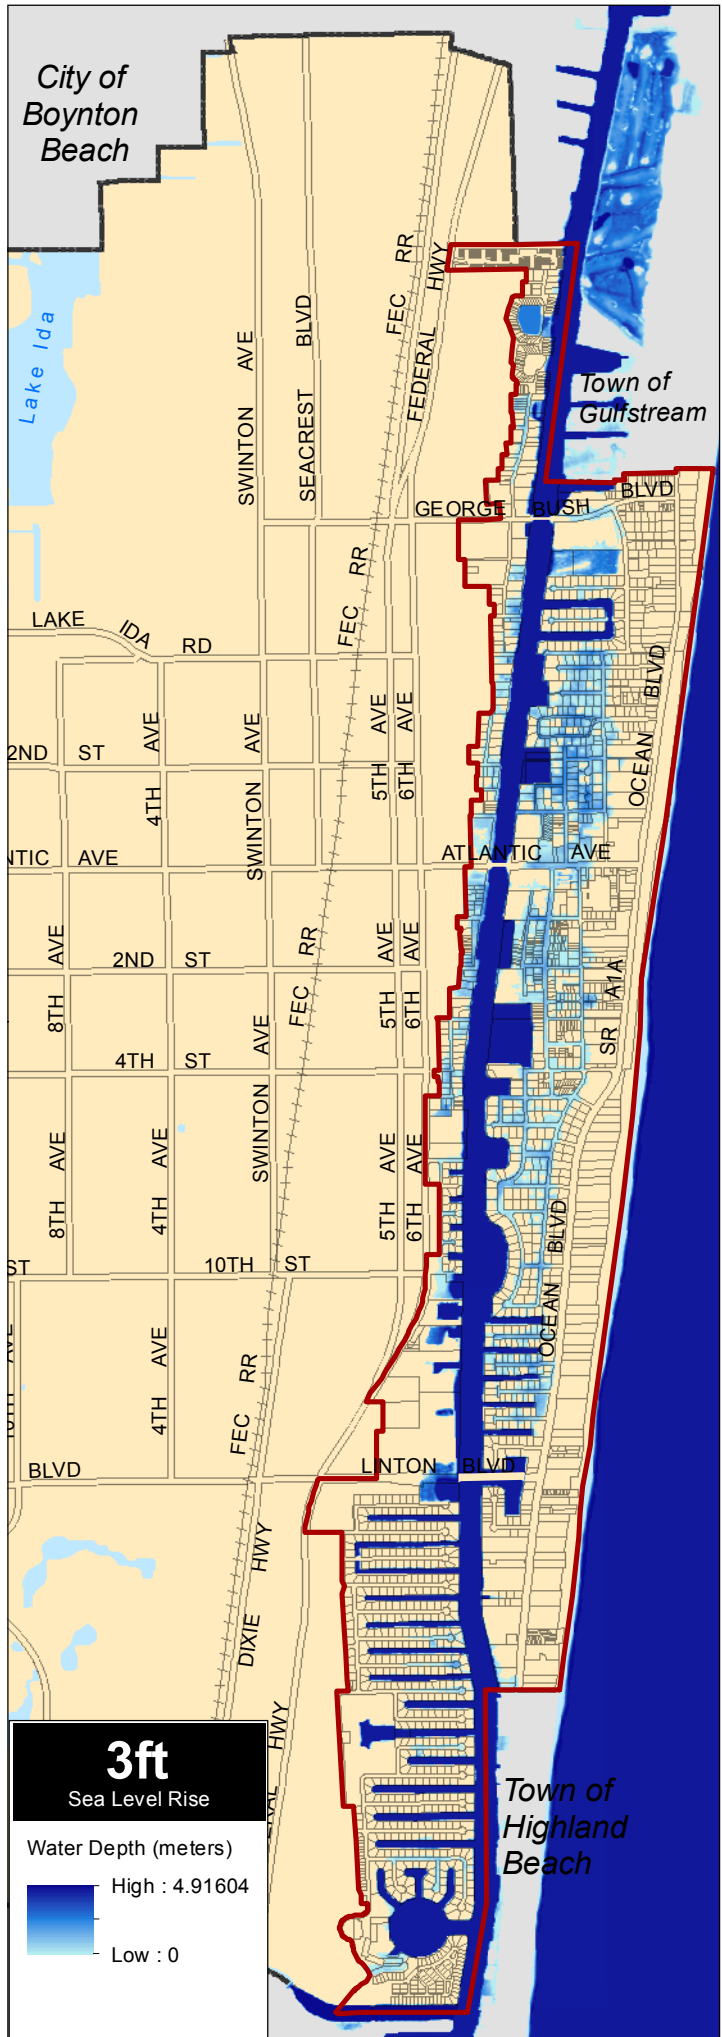 City of
Boynton
Beach
Lake Ida
SWINTON AVE
SEACREST BLVD
FEC RR
FEDERAL HWY
Town of
Gulfstream
GEORGE BUSH BLVD
FEC RR
LAKE IDA RD
OCEAN BLVD
2ND ST
4TH AVE
SWINTON AVE
5TH AVE
6TH AVE
NTIC AVE
ATLANTIC AVE
8TH AVE
2ND ST
FEC RR
5TH AVE
6TH AVE
SR A1A
4TH ST
SWINTON AVE
8TH AVE
4TH AVE
5TH AVE
6TH AVE
OCEAN BLVD
ST
10TH ST
AVE
4TH AVE
FEC RR
BLVD
LINTON BLVD
DIXIE HWY
HWY
Town of
Highland
Beach
3ft
Sea Level Rise
Water Depth (meters)
High : 4.91604
Low : 0